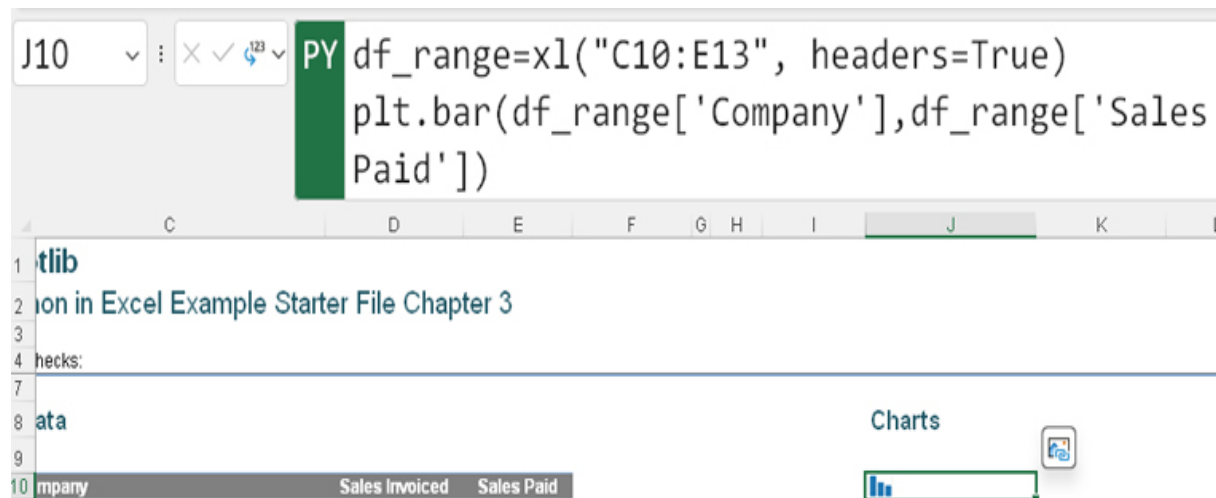 J10
123
PY
df_range=xl("C10:E13", headers=True)
plt.bar(df_range['Company'],df_range['Sales
Paid'])
C D E F G H I J K
1 tlib
2 on in Excel Example Starter File Chapter 3
3
4 hecks:
7
8 ata Charts
9
10 mpany Sales Invoiced Sales Paid